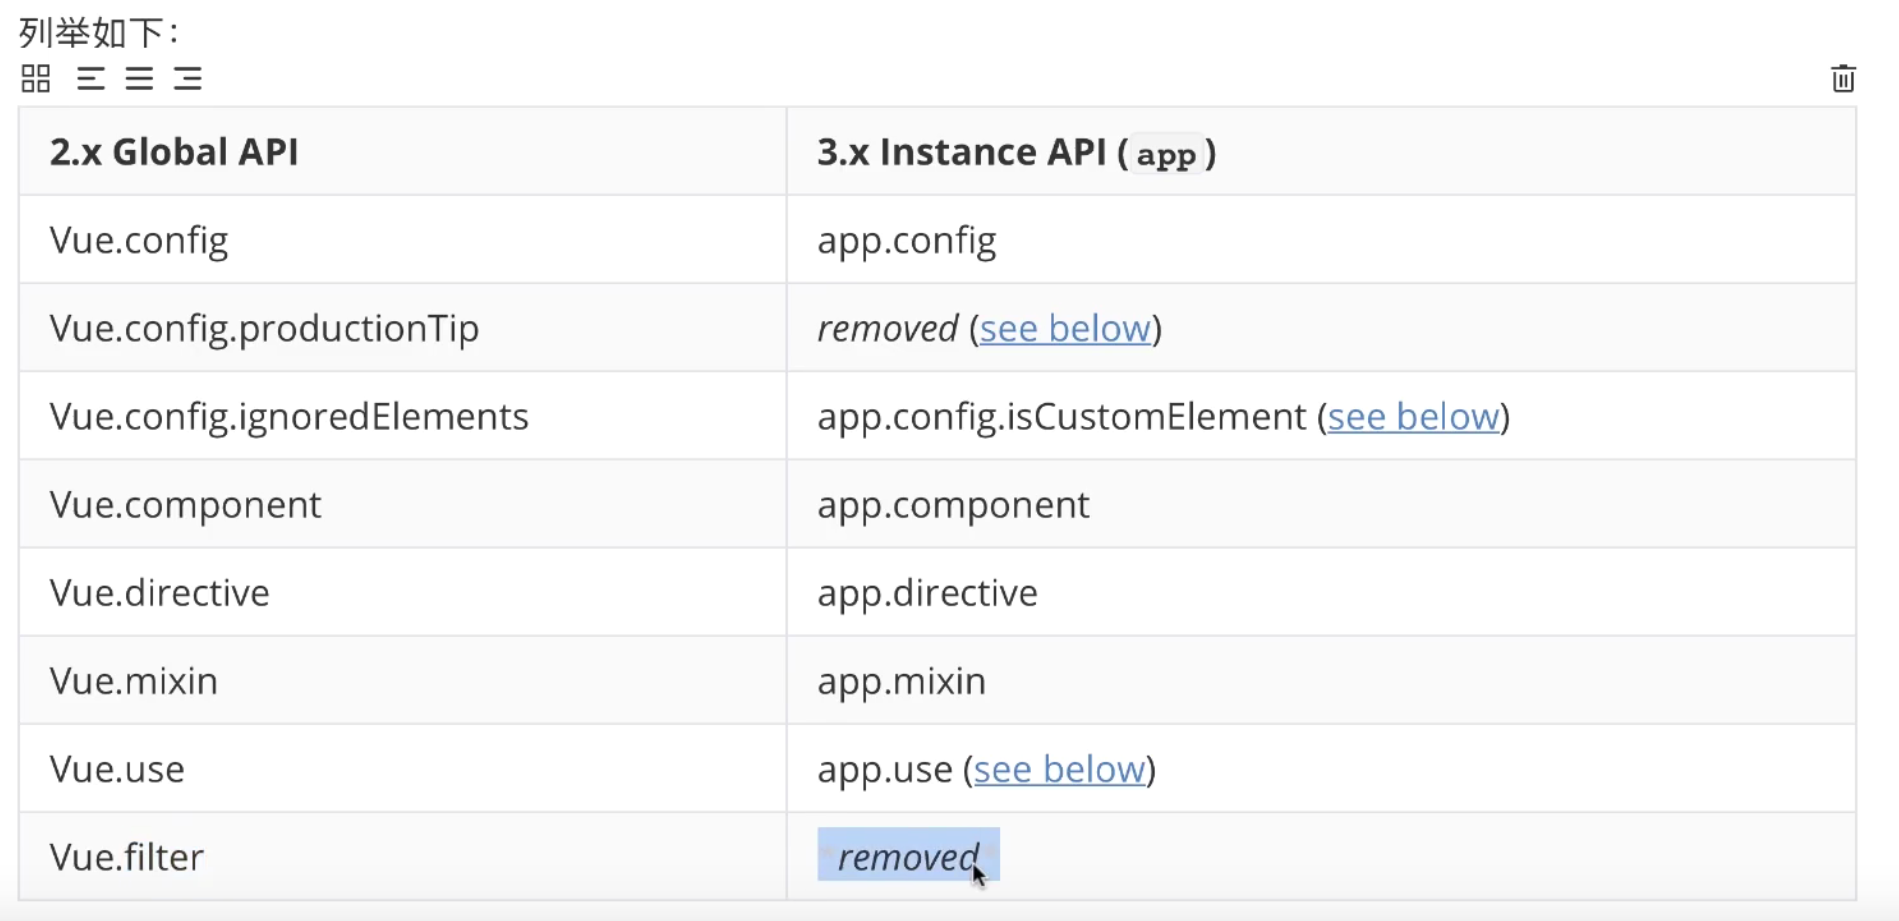 列举如下：
2.x Global API 3.x Instance API (app)
Vue.config app.config
Vue.config.productionTip removed (see below)
Vue.config.ignoredElements app.config.isCustomElement (see below)
Vue.component app.component
Vue.directive app.directive
Vue.mixin app.mixin
Vue.use app.use (see below)
Vue.filter *removed*